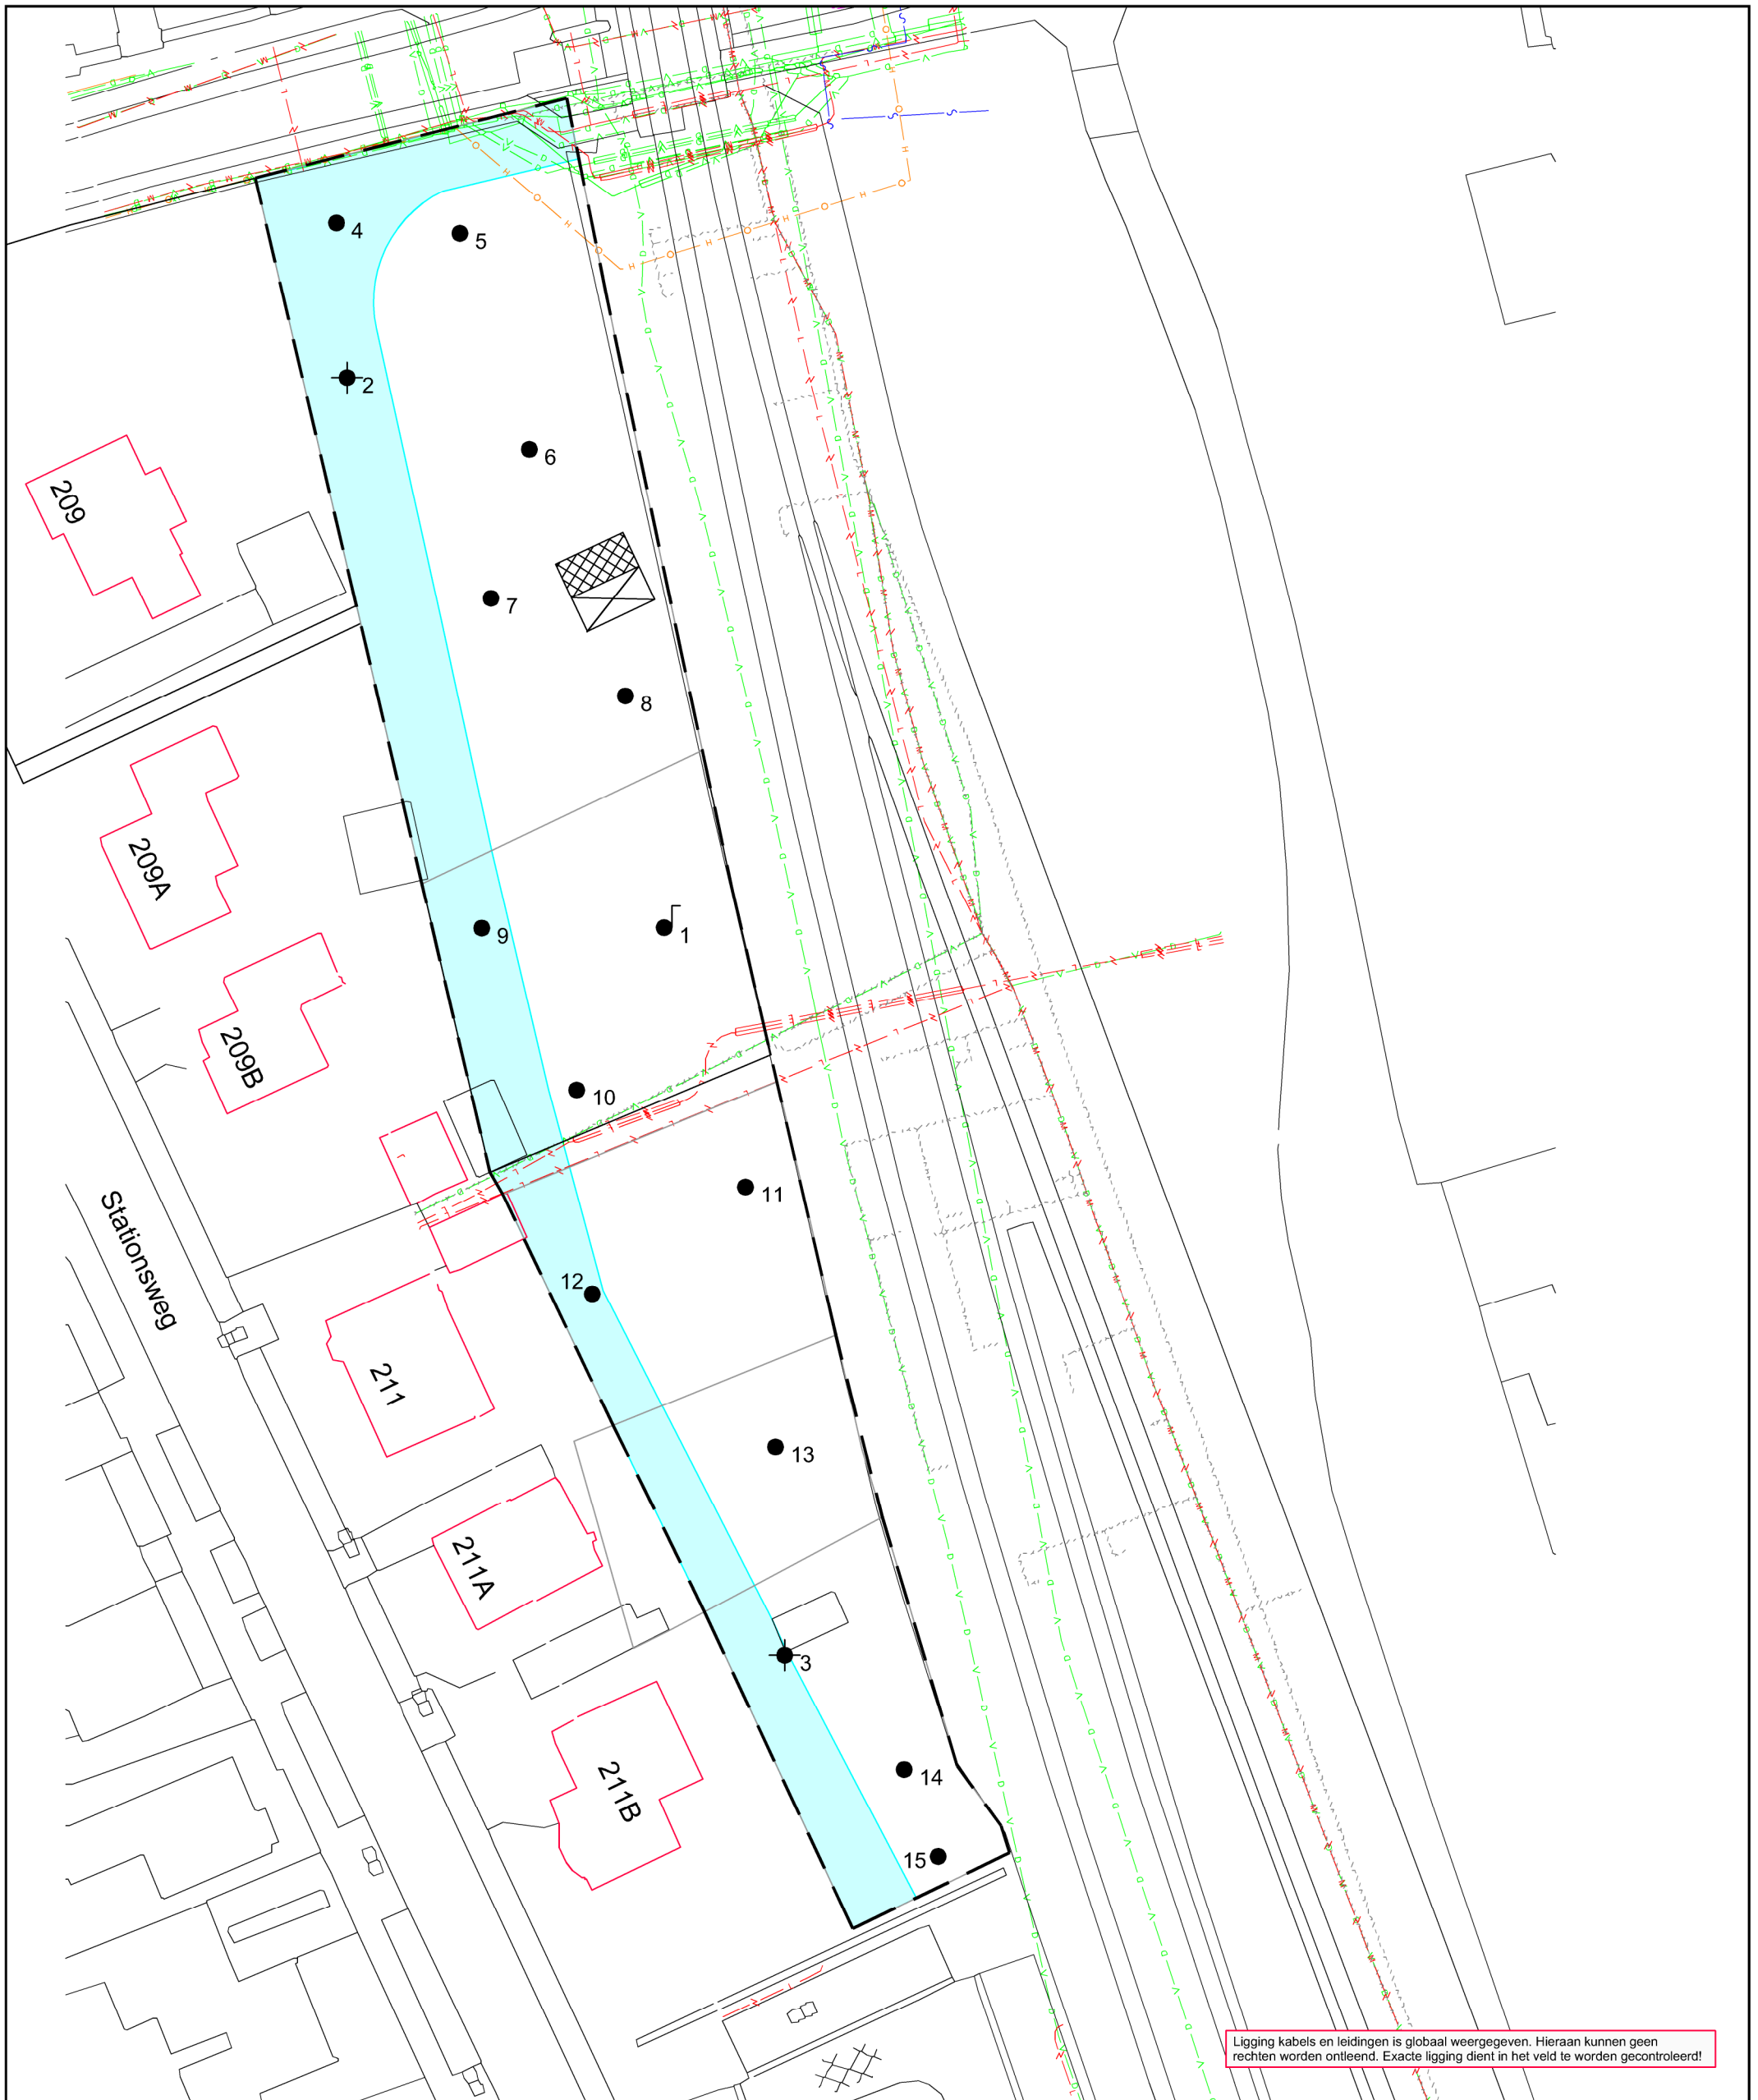 4
5
2
6
209
7
8
209A
9
1
209B
10
11
Stationsweg
12
211
13
211A
3
211B
14
15
Ligging kabels en leidingen is globaal weergegeven. Hieraan kunnen geen
rechten worden ontleend. Exacte ligging dient in het veld te worden gecontroleerd!